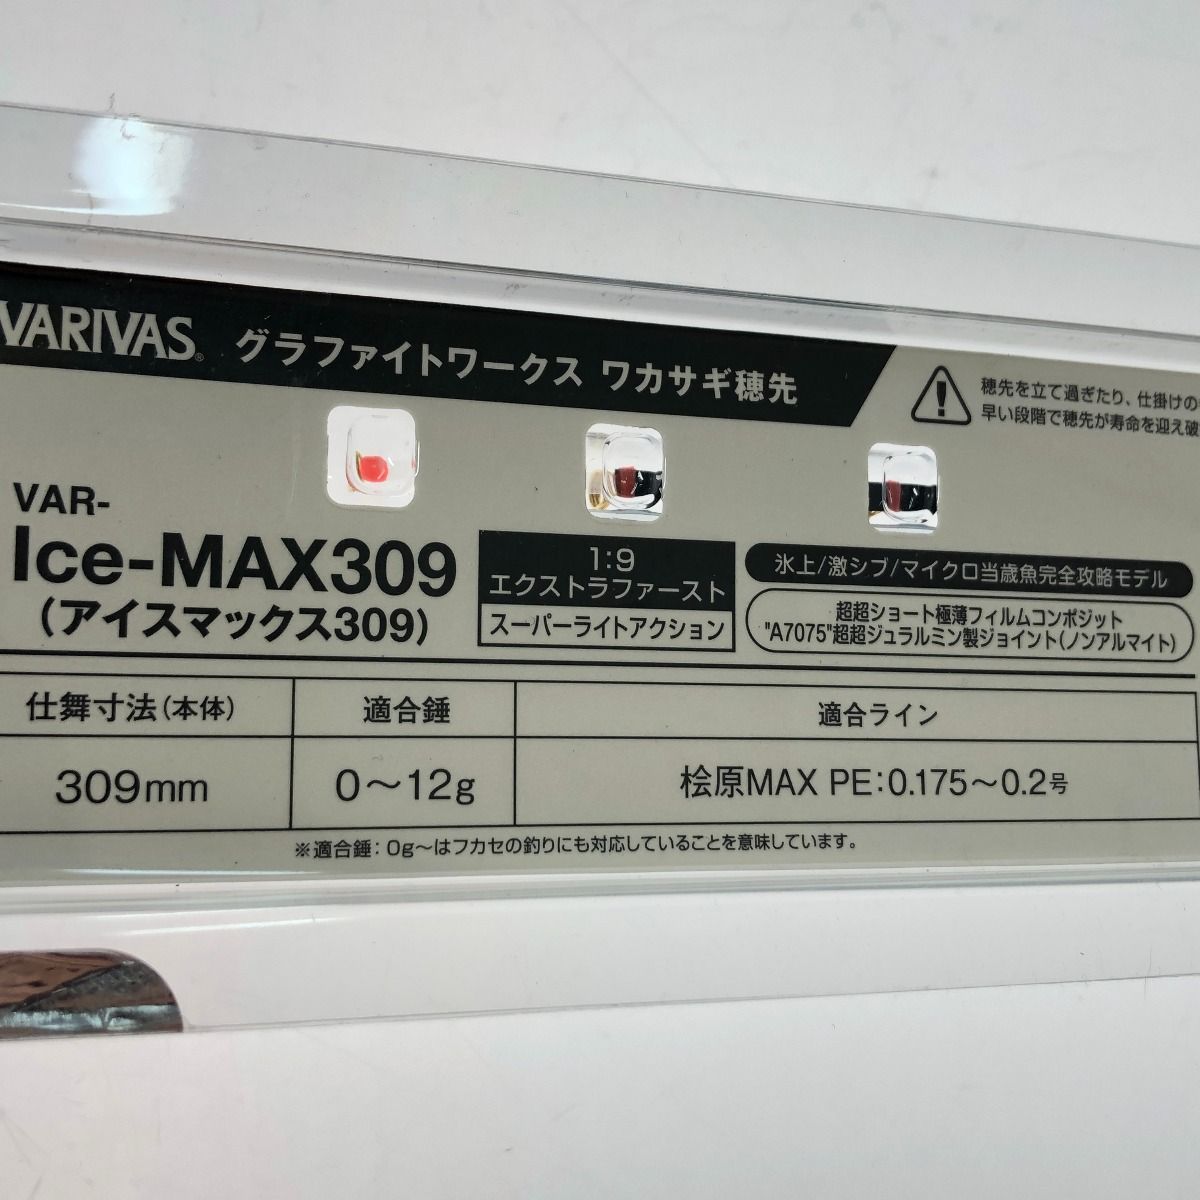 VARIVAS® グラファイトワークス ワカサギ穂先
穂先を立て過ぎたり、仕掛けの
早い段階で穂先が寿命を迎え破
VAR-
Ice-MAX309
(アイスマックス309)
1:9
エクストラファースト
スーパーライトアクション
氷上/激シブ/マイクロ当歳魚完全攻略モデル
超超ショート極薄フィルムコンポジット
"A7075"超超ジュラルミン製ジョイント(ノンアルマイト)
仕舞寸法(本体) 適合錘 適合ライン
309mm 0～12g 桧原MAX PE:0.175～0.2号
※適合錘:0g～はフカセの釣りにも対応していることを意味しています。